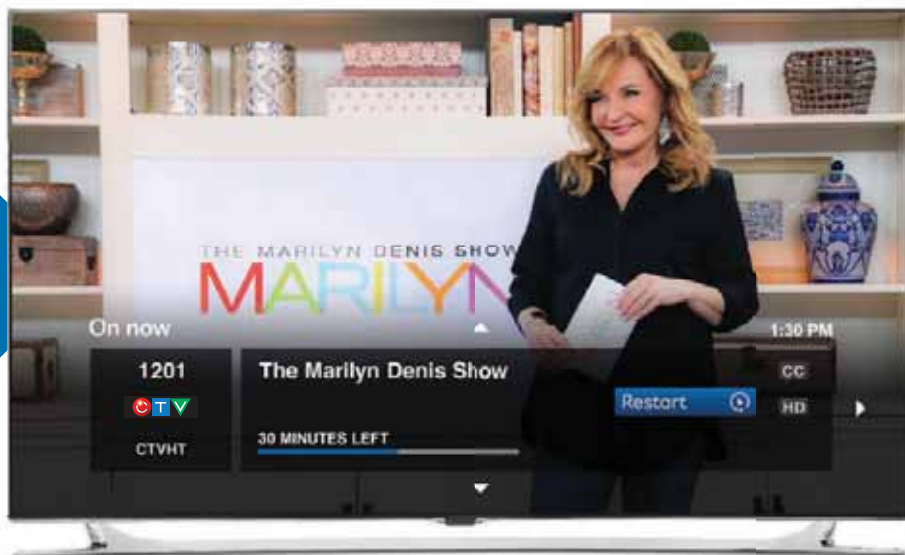 THE MARILYN DENIS SHOW
MARILYN
On now
1:30 PM
1201
The Marilyn Denis Show
CC
CTV
Restart
HD
CTVHT
30 MINUTES LEFT